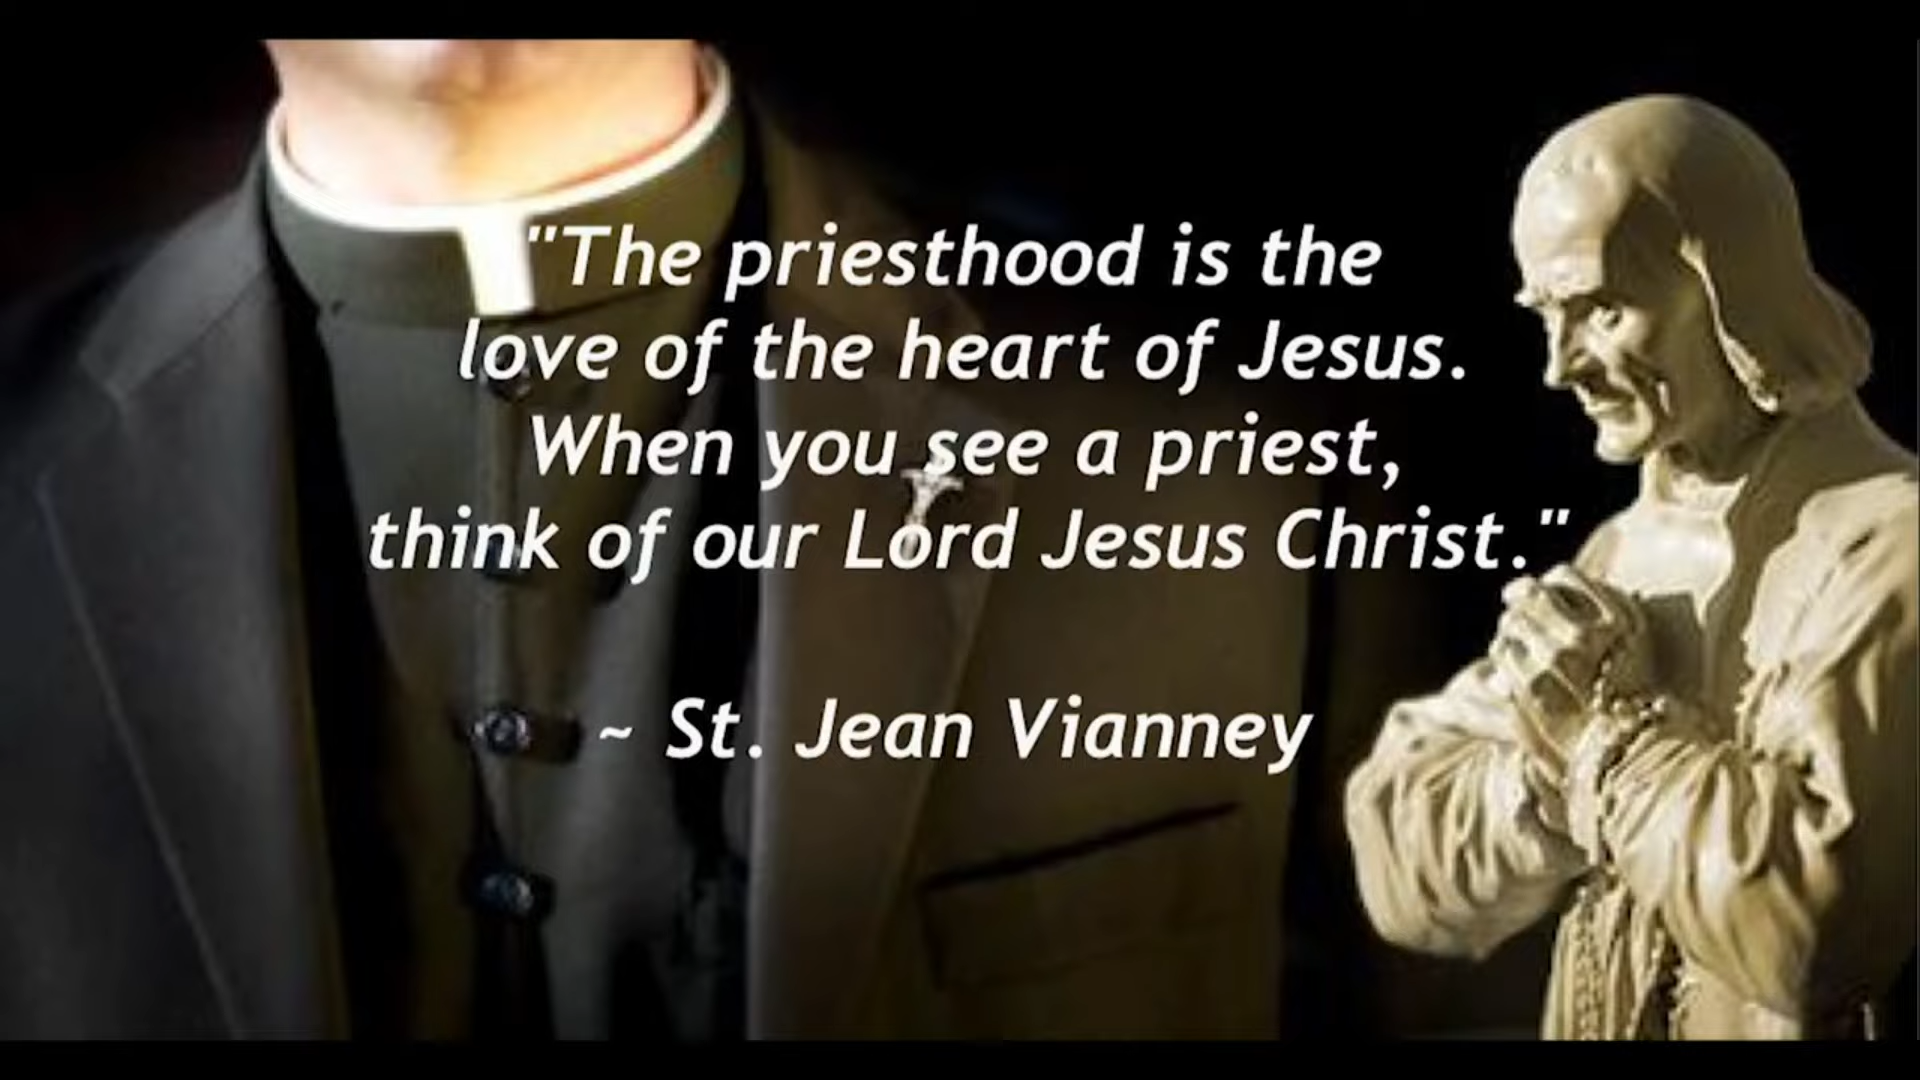 "The priesthood is the
love of the heart of Jesus.
When you see a priest,
think of our Lord Jesus Christ."
~ St. Jean Vianney